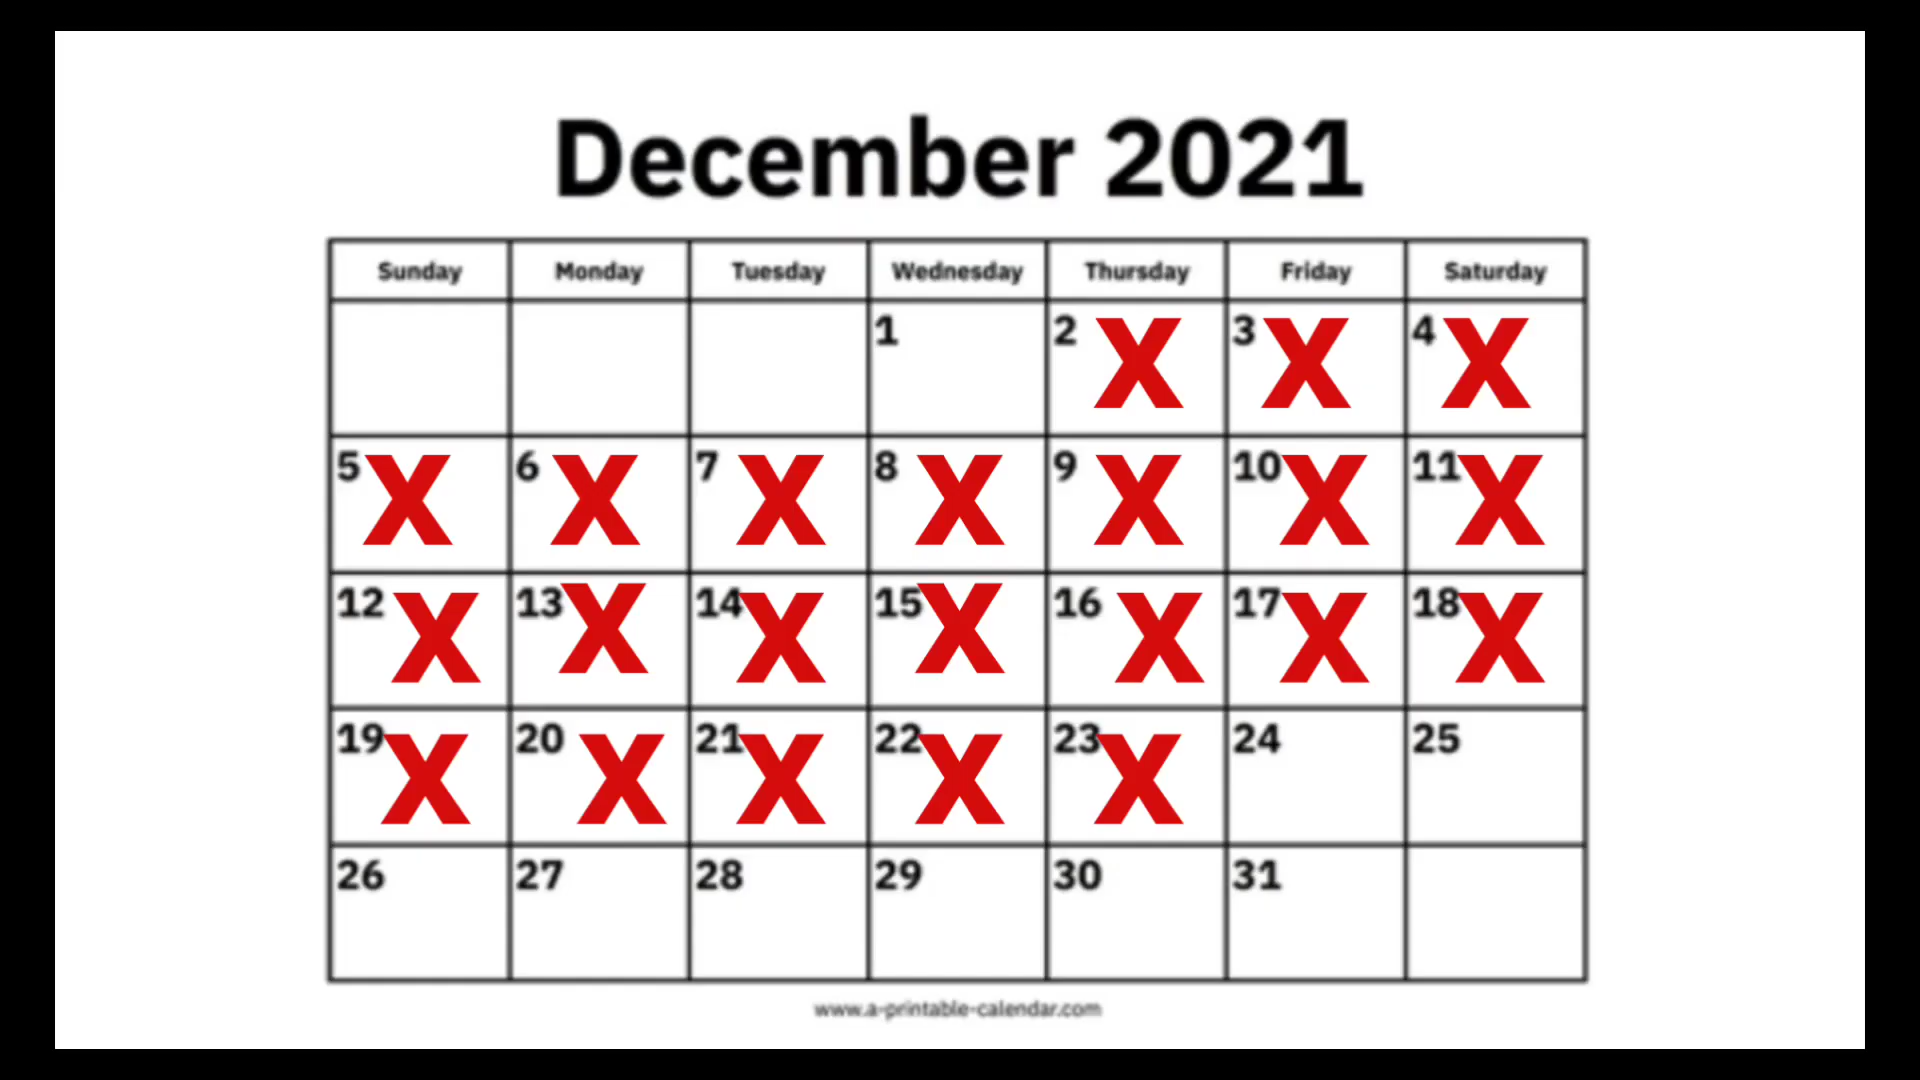 December 2021
Sunday Monday Tuesday Wednesday Thursday Friday Saturday
1 2 X 3 X 4 X
5 X 6 X 7 X 8 X 9 X 10 X 11 X
12 X 13 X 14 X 15 X 16 X 17 X 18 X
19 X 20 X 21 X 22 X 23 X 24 25
26 27 28 29 30 31
www.a-printable-calendar.com